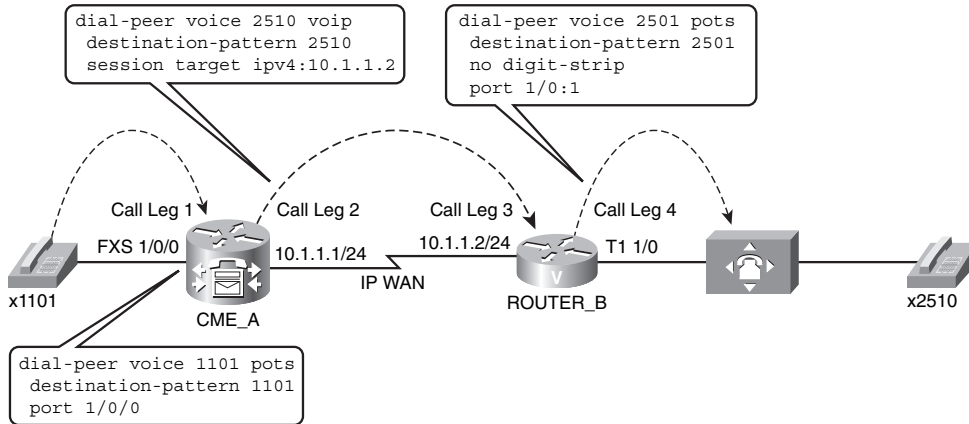 dial-peer voice 2510 voip
destination-pattern 2510
session target ipv4:10.1.1.2
dial-peer voice 2501 pots
destination-pattern 2501
no digit-strip
port 1/0:1
Call Leg 1
Call Leg 2
Call Leg 3
Call Leg 4
FXS 1/0/0
10.1.1.1/24
10.1.1.2/24
T1 1/0
IP WAN
V
x1101
CME_A
ROUTER_B
x2510
dial-peer voice 1101 pots
destination-pattern 1101
port 1/0/0